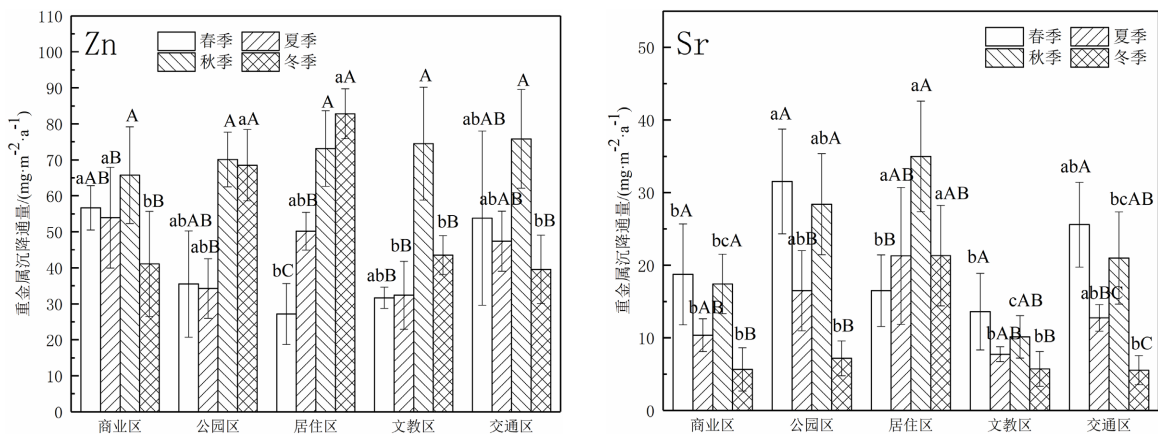 Zn
春季 夏季
秋季 冬季
重金属沉降通量/(mg·m⁻²·a⁻¹)
110
100
90
80
70
60
50
40
30
20
10
0
aAB aB A bB
abAB abB A aA
bC abB A aA
abB bB A bB
abAB abAB A bB
商业区 公园区 居住区 文教区 交通区
Sr
春季 夏季
秋季 冬季
重金属沉降通量/(mg·m⁻²·a⁻¹)
50
40
30
20
10
0
bA bAB bcA bB
aA abB abA bB
bB aAB aA aAB
bA bAB cAB bB
abA abBC bcAB bC
商业区 公园区 居住区 文教区 交通区